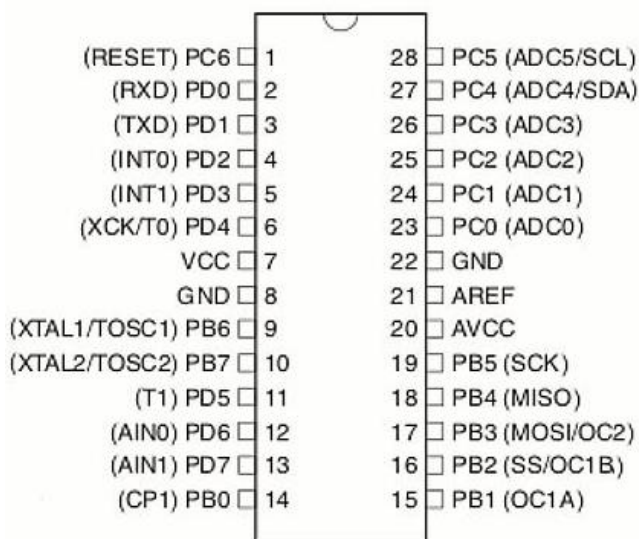 (RESET) PC6 1 28 PC5 (ADC5/SCL)
(RXD) PD0 2 27 PC4 (ADC4/SDA)
(TXD) PD1 3 26 PC3 (ADC3)
(INT0) PD2 4 25 PC2 (ADC2)
(INT1) PD3 5 24 PC1 (ADC1)
(XCK/T0) PD4 6 23 PC0 (ADC0)
VCC 7 22 GND
GND 8 21 AREF
(XTAL1/TOSC1) PB6 9 20 AVCC
(XTAL2/TOSC2) PB7 10 19 PB5 (SCK)
(T1) PD5 11 18 PB4 (MISO)
(AIN0) PD6 12 17 PB3 (MOSI/OC2)
(AIN1) PD7 13 16 PB2 (SS/OC1B)
(CP1) PB0 14 15 PB1 (OC1A)